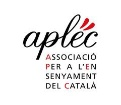 aplec
ASSOCIACIÓ
PER A L'EN
SENYAMENT
DEL CATALÀ